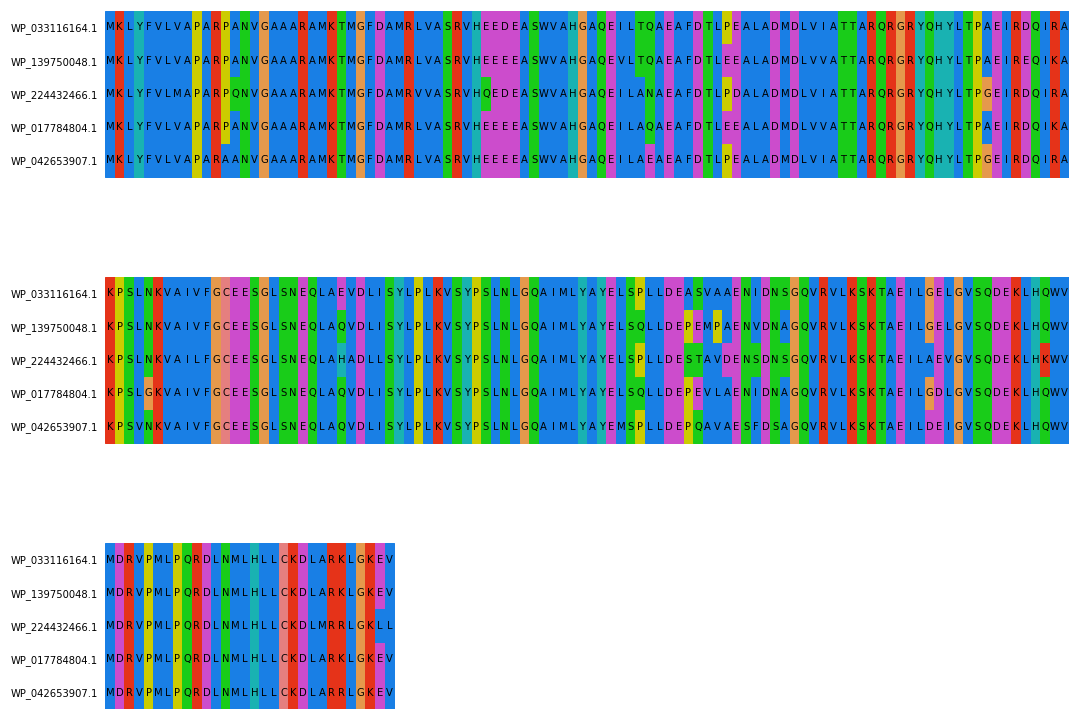 WP_033116164.1 MKLYFVLVAPARPANVGAAARAMKTMGFDAMRLVASRVHEEDEASWVAHGAQEILTQAEAFDTLPEALADMDLVIATTARQRGRYQHYLTPAEIRDQIRA
WP_139750048.1 MKLYFVLVAPARPANVGAAARAMKTMGFDAMRLVASRVHEEEEASWVAHGAQEVLTQAEAFDTLEEALADMDLVVATTARQRGRYQHYLTPAEIREQIKA
WP_224432466.1 MKLYFVLMAPARPQNVGAAARAMKTMGFDAMRVVASRVHQEDEASWVAHGAQEILANAEAFDTLPDALADMDLVIATTARQRGRYQHYLTPGEIRDQIRA
WP_017784804.1 MKLYFVLVAPARPANVGAAARAMKTMGFDAMRLVASRVHEEEEASWVAHGAQEILAQAEAFDTLEEALADMDLVVATTARQRGRYQHYLTPAEIRDQIKA
WP_042653907.1 MKLYFVLVAPARAANVGAAARAMKTMGFDAMRLVASRVHEEEEASWVAHGAQEILAEAEAFDTLPEALADMDLVIATTARQRGRYQHYLTPGEIRDQIRA
WP_033116164.1 KPSLNKVAIVFGCEESGLSNEQLAEVDLISYLPLKVSYPSLNLGQAIMLYAYELSPLLDEASVAAENIDNSGQVRVLKSKTAEILGELGVSQDEKLHQWV
WP_139750048.1 KPSLNKVAIVFGCEESGLSNEQLAQVDLISYLPLKVSYPSLNLGQAIMLYAYELSQLLDEPEMPAENVDNAGQVRVLKSKTAEILGELGVSQDEKLHQWV
WP_224432466.1 KPSLNKVAILFGCEESGLSNEQLAHADLLSYLPLKVSYPSLNLGQAIMLYAYELSPLLDESTAVDENSDNSGQVRVLKSKTAEILAEVGVSQDEKLHKWV
WP_017784804.1 KPSLGKVAIVFGCEESGLSNEQLAQVDLISYLPLKVSYPSLNLGQAIMLYAYELSQLLDEPEVLAENIDNAGQVRVLKSKTAEILGDLGVSQDEKLHQWV
WP_042653907.1 KPSVNKVAIVFGCEESGLSNEQLAQVDLISYLPLKVSYPSLNLGQAIMLYAYEMSPLLDEPQAVAESFDSAGQVRVLKSKTAEILDEIGVSQDEKLHQWV
WP_033116164.1 MDRVPMLPQRDLNMLHLLCKDLARKLGKEV
WP_139750048.1 MDRVPMLPQRDLNMLHLLCKDLARKLGKEV
WP_224432466.1 MDRVPMLPQRDLNMLHLLCKDLMRRLGKLL
WP_017784804.1 MDRVPMLPQRDLNMLHLLCKDLARKLGKEV
WP_042653907.1 MDRVPMLPQRDLNMLHLLCKDLARRLGKEV